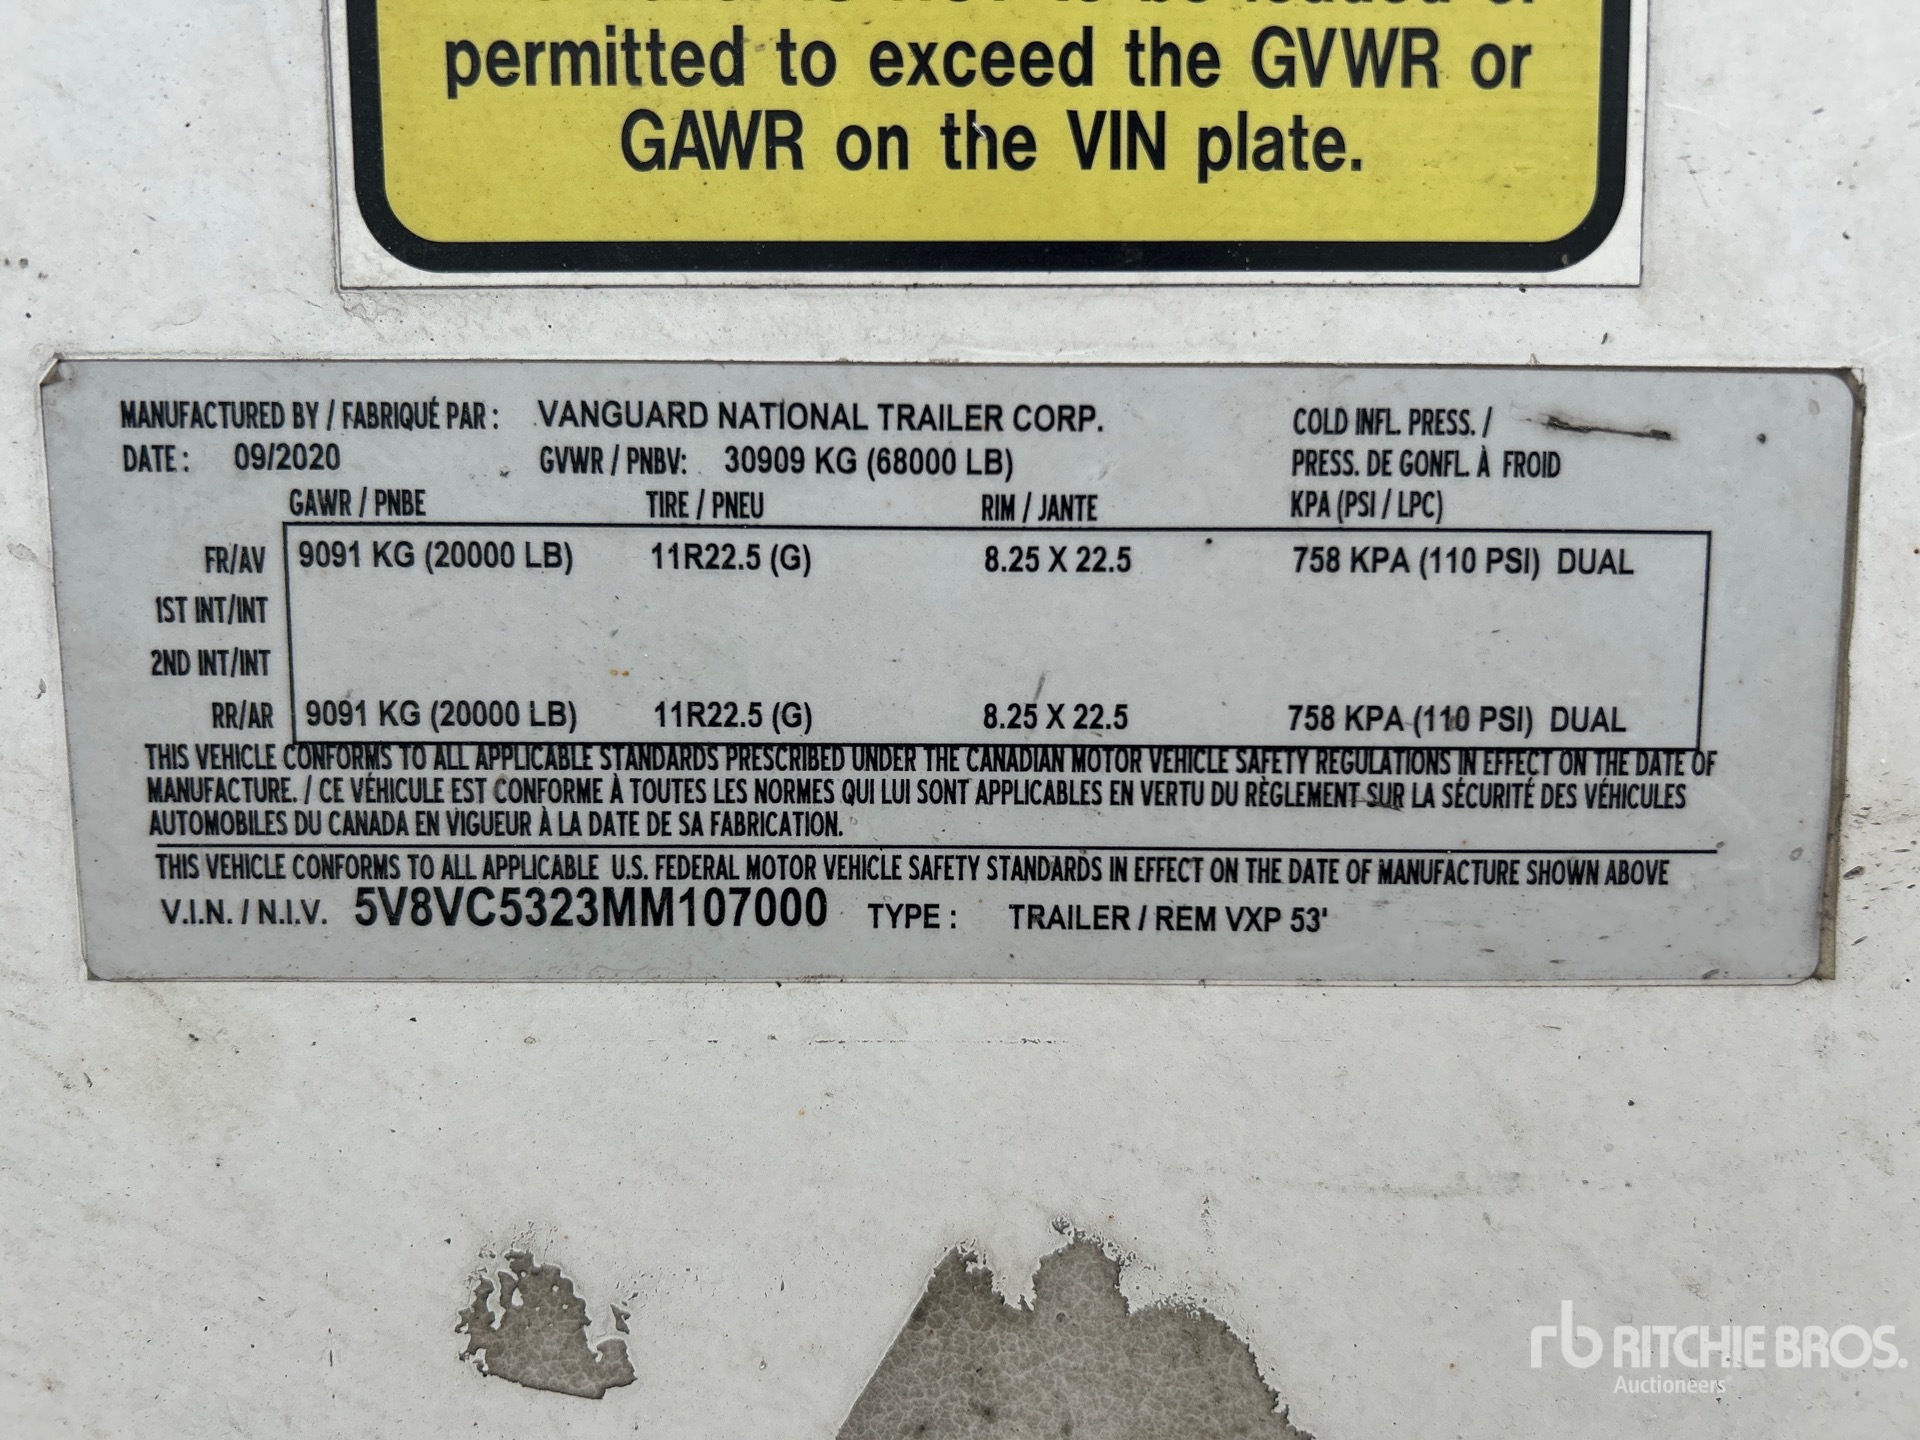 permitted to exceed the GVWR or
GAWR on the VIN plate.
MANUFACTURED BY / FABRIQUÉ PAR : VANGUARD NATIONAL TRAILER CORP. COLD INFL. PRESS. /
DATE : 09/2020 GVWR / PNBV: 30909 KG (68000 LB) PRESS. DE GONFL. À FROID
GAWR / PNBE TIRE / PNEU RIM / JANTE KPA (PSI / LPC)
FR/AV 9091 KG (20000 LB) 11R22.5 (G) 8.25 X 22.5 758 KPA (110 PSI) DUAL
1ST INT/INT
2ND INT/INT
RR/AR 9091 KG (20000 LB) 11R22.5 (G) 8.25 X 22.5 758 KPA (110 PSI) DUAL
THIS VEHICLE CONFORMS TO ALL APPLICABLE STANDARDS PRESCRIBED UNDER THE CANADIAN MOTOR VEHICLE SAFETY REGULATIONS IN EFFECT ON THE DATE OF
MANUFACTURE. / CE VÉHICULE EST CONFORME À TOUTES LES NORMES QUI LUI SONT APPLICABLES EN VERTU DU RÈGLEMENT SUR LA SÉCURITÉ DES VÉHICULES
AUTOMOBILES DU CANADA EN VIGUEUR À LA DATE DE SA FABRICATION.
THIS VEHICLE CONFORMS TO ALL APPLICABLE U.S. FEDERAL MOTOR VEHICLE SAFETY STANDARDS IN EFFECT ON THE DATE OF MANUFACTURE SHOWN ABOVE
V.I.N. / N.I.V. 5V8VC5323MM107000 TYPE : TRAILER / REM VXP 53'
rb RITCHIE BROS.
Auctioneers